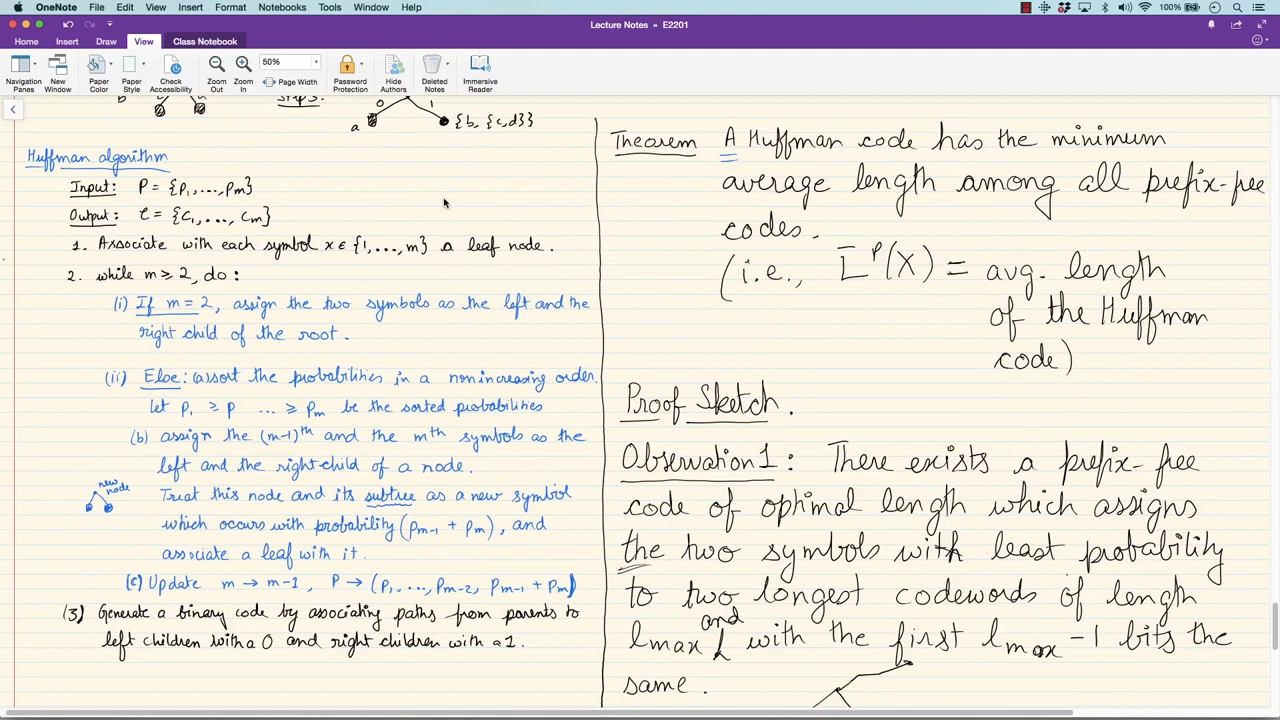 OneNote File Edit View Insert Format Notebooks Tools Window Help 100%
Lecture Notes » E2201
Home Insert Draw View Class Notebook
50%
Page Width
Navigation Panes
New Window
Paper Color
Paper Style
Check Accessibility
Zoom Out
Zoom In
Password Protection
Hide Authors
Deleted Notes
Immersive Reader
b
Step3:
0 1
a {b, {c,d}}
Huffman algorithm
Input: P = {p₁,...,pₘ}
Output: C = {c₁, ..., cₘ}
1. Associate with each symbol x ∈ {1,...,m} a leaf node.
2. while m ≥ 2, do:
(i) If m = 2, assign the two symbols as the left and the
right child of the root.
(ii) Else: (a) sort the probabilities in a nonincreasing order.
let p₁ ≥ p ... ≥ pₘ be the sorted probabilities
(b) assign the (m-1)ᵗʰ and the mᵗʰ symbols as the
left and the right-child of a node.
new node
Treat this node and its subtree as a new symbol
which occurs with probability (pₘ₋₁ + pₘ), and
associate a leaf with it.
(c) Update m → m-1, P → (p₁,...,pₘ₋₂, pₘ₋₁ + pₘ)
(3) Generate a binary code by associating paths from parents to
left children with a 0 and right children with a 1.
Theorem A Huffman code has the minimum
average length among all prefix-free
codes.
(i.e., L̄ᵖ(X) = avg. length
of the Huffman
code)
Proof Sketch.
Observation 1: There exists a prefix-free
code of optimal length which assigns
the two symbols with least probability
to two longest codewords of length
lmax and with the first lmax -1 bits the
same.